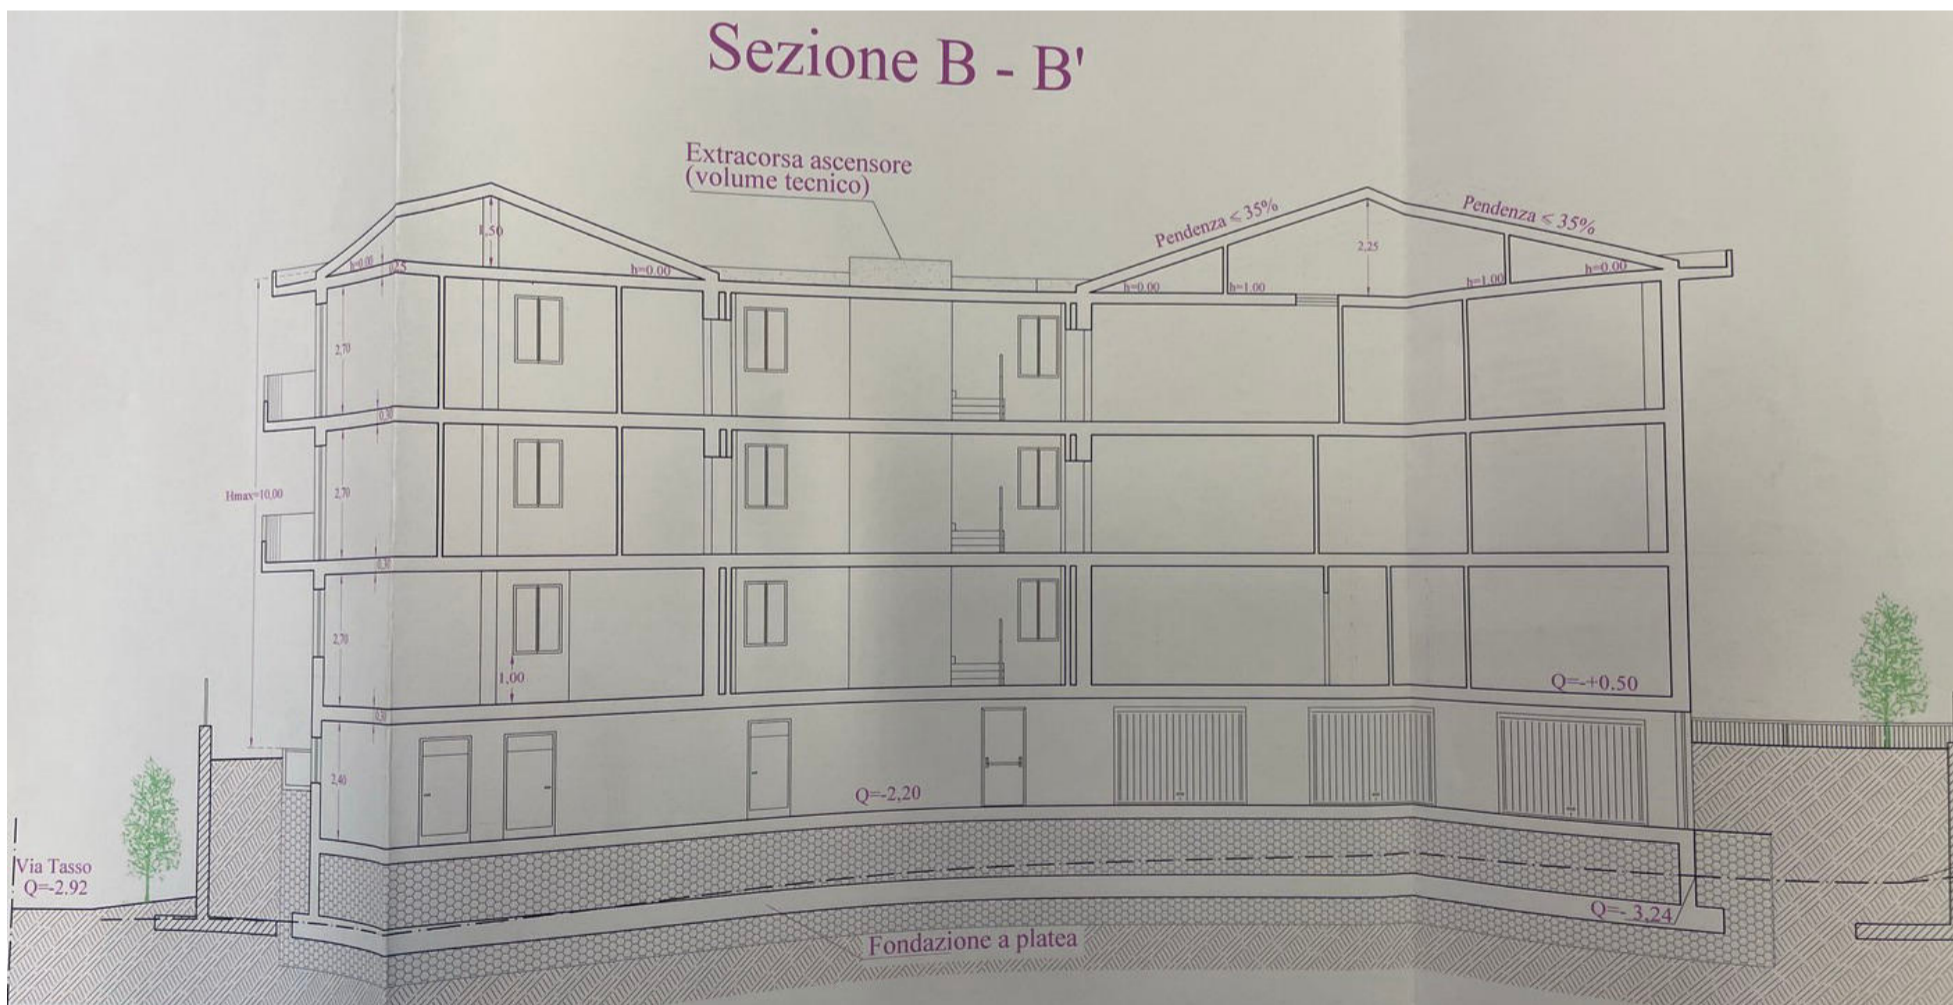 Sezione B - B'
Extracorsa ascensore
(volume tecnico)
Pendenza ≤ 35%
Pendenza ≤ 35%
1,50
2,25
h=0.00
h=0.00
h=0.00
h=1.00
h=1.00
h=0.00
2,70
0,30
Hmax=10,00
2,70
0,30
2,70
1,00
Q=-+0.50
0,30
2,40
Q=-2,20
Via Tasso
Q=-2.92
Q=- 3,24
Fondazione a platea